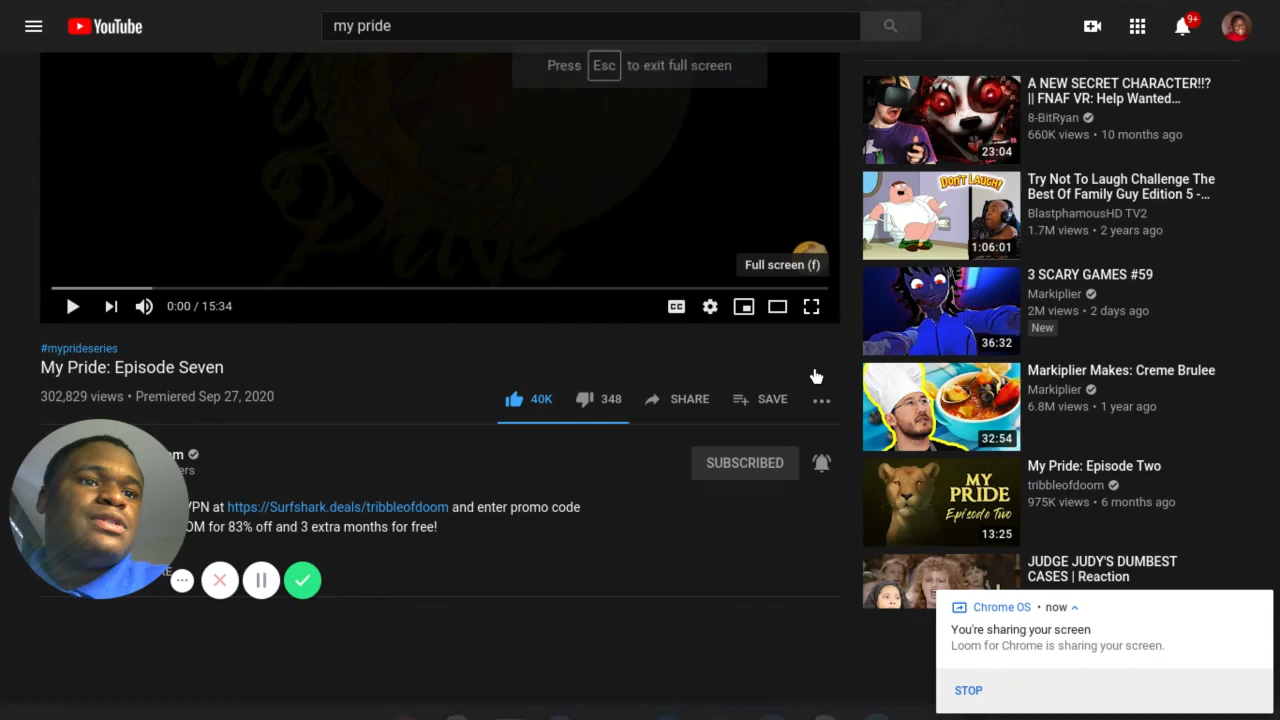 YouTube
my pride
9+
Press Esc to exit full screen
Full screen (f)
0:00 / 15:34
CC
#mypridseries
My Pride: Episode Seven
302,829 views • Premiered Sep 27, 2020
40K
348
SHARE
SAVE
SUBSCRIBED
VPN at https://Surfshark.deals/tribbleofdoom and enter promo code
OM for 83% off and 3 extra months for free!
A NEW SECRET CHARACTER!!?
|| FNAF VR: Help Wanted...
8-BitRyan
660K views • 10 months ago
23:04
DON'T LAUGH!
Try Not To Laugh Challenge The
Best Of Family Guy Edition 5 -...
BlastphamousHD TV2
1.7M views • 2 years ago
1:06:01
3 SCARY GAMES #59
Markiplier
2M views • 2 days ago
New
36:32
Markiplier Makes: Creme Brulee
Markiplier
6.8M views • 1 year ago
32:54
MY
PRIDE
Episode Two
My Pride: Episode Two
tribbleofdoom
975K views • 6 months ago
13:25
JUDGE JUDY'S DUMBEST
CASES | Reaction
Chrome OS • now
You're sharing your screen
Loom for Chrome is sharing your screen.
STOP